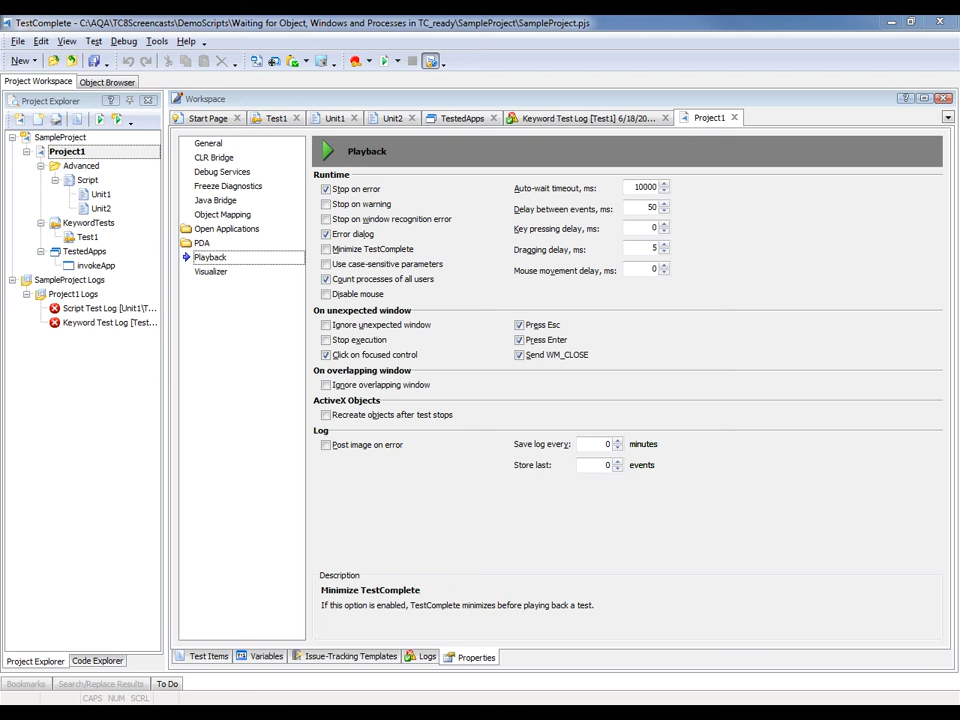 TestComplete - C:\AQA\TC8Screencasts\DemoScripts\Waiting for Object, Windows and Processes in TC_ready\SampleProject\SampleProject.pjs
File Edit View Test Debug Tools Help
New
Project Workspace Object Browser
Project Explorer
Workspace
Start Page Test1 Unit1 Unit2 TestedApps Keyword Test Log [Test1] 6/18/20... Project1
SampleProject
Project1
Advanced
Script
Unit1
Unit2
KeywordTests
Test1
TestedApps
invokeApp
SampleProject Logs
Project1 Logs
Script Test Log [Unit1\T...
Keyword Test Log [Test...
General
CLR Bridge
Debug Services
Freeze Diagnostics
Java Bridge
Object Mapping
Open Applications
PDA
Playback
Visualizer
Playback
Runtime
Stop on error
Stop on warning
Stop on window recognition error
Error dialog
Minimize TestComplete
Use case-sensitive parameters
Count processes of all users
Disable mouse
Auto-wait timeout, ms: 10000
Delay between events, ms: 50
Key pressing delay, ms: 0
Dragging delay, ms: 5
Mouse movement delay, ms: 0
On unexpected window
Ignore unexpected window Press Esc
Stop execution Press Enter
Click on focused control Send WM_CLOSE
On overlapping window
Ignore overlapping window
ActiveX Objects
Recreate objects after test stops
Log
Post image on error Save log every: 0 minutes
Store last: 0 events
Description
Minimize TestComplete
If this option is enabled, TestComplete minimizes before playing back a test.
Test Items Variables Issue-Tracking Templates Logs Properties
Project Explorer Code Explorer
Bookmarks Search/Replace Results To Do
CAPS NUM SCRL